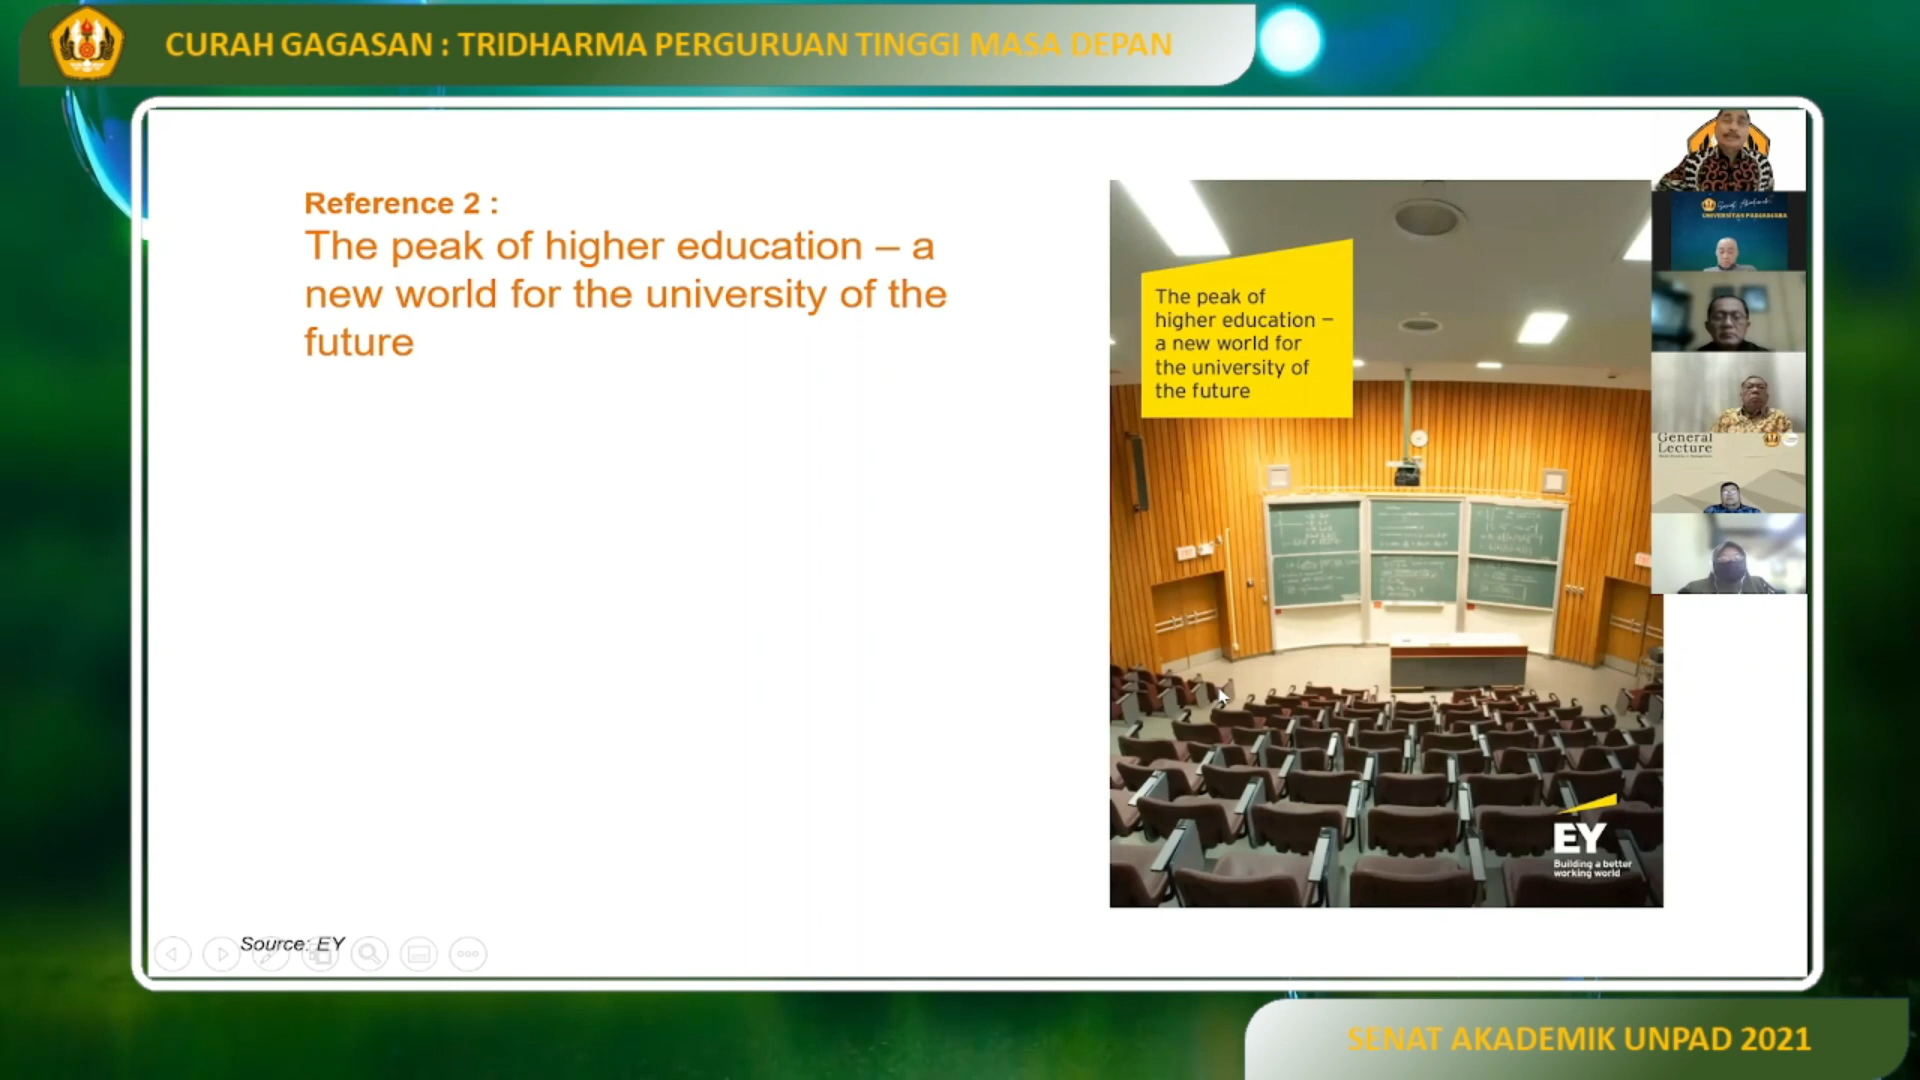 CURAH GAGASAN : TRIDHARMA PERGURUAN TINGGI MASA DEPAN
Reference 2 :
The peak of higher education – a
new world for the university of the
future
The peak of
higher education –
a new world for
the university of
the future
EY
Building a better
working world
UNIVERSITAS PADJADJARAN
General
Lecture
Source: EY
SENAT AKADEMIK UNPAD 2021